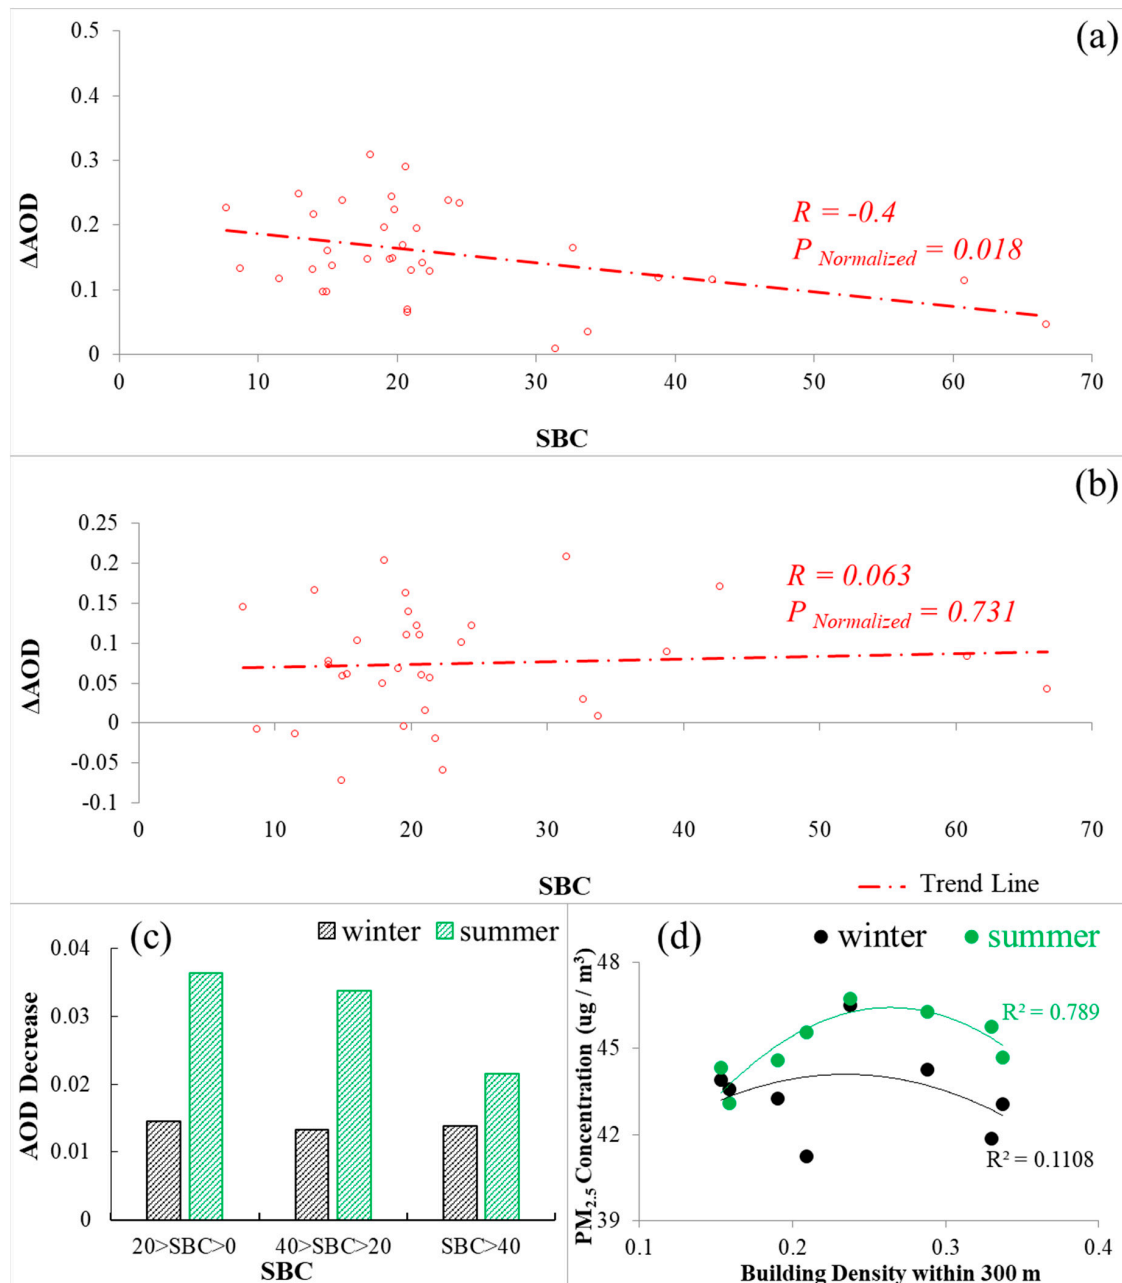 (a)
0.5
0.4
0.3
0.2
0.1
0
ΔAOD
R = -0.4
P Normalized = 0.018
0 10 20 30 40 50 60 70
SBC
(b)
0.25
0.2
0.15
0.1
0.05
0
-0.05
-0.1
ΔAOD
R = 0.063
P Normalized = 0.731
0 10 20 30 40 50 60 70
SBC
Trend Line
(c)
winter summer
0.04
0.03
0.02
0.01
0
AOD Decrease
20>SBC>0 40>SBC>20 SBC>40
SBC
(d)
winter summer
48
45
42
39
PM2.5 Concentration (ug / m³)
R² = 0.789
R² = 0.1108
0.1 0.2 0.3 0.4
Building Density within 300 m